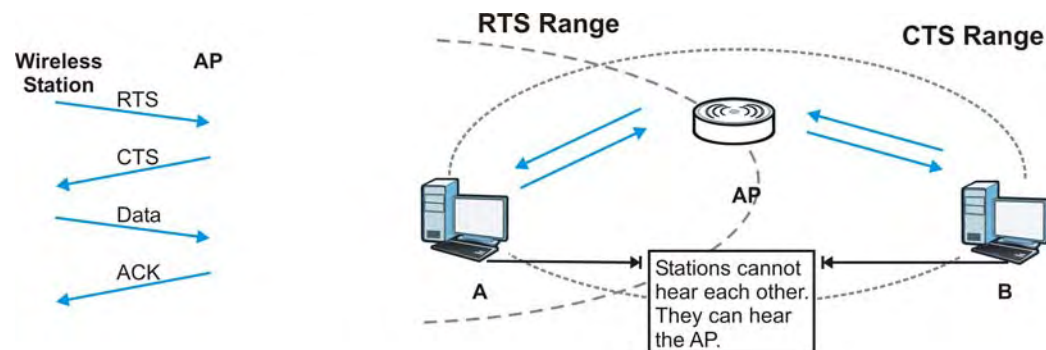 Wireless
Station
AP
RTS
CTS
Data
ACK
RTS Range
CTS Range
AP
A
B
Stations cannot
hear each other.
They can hear
the AP.